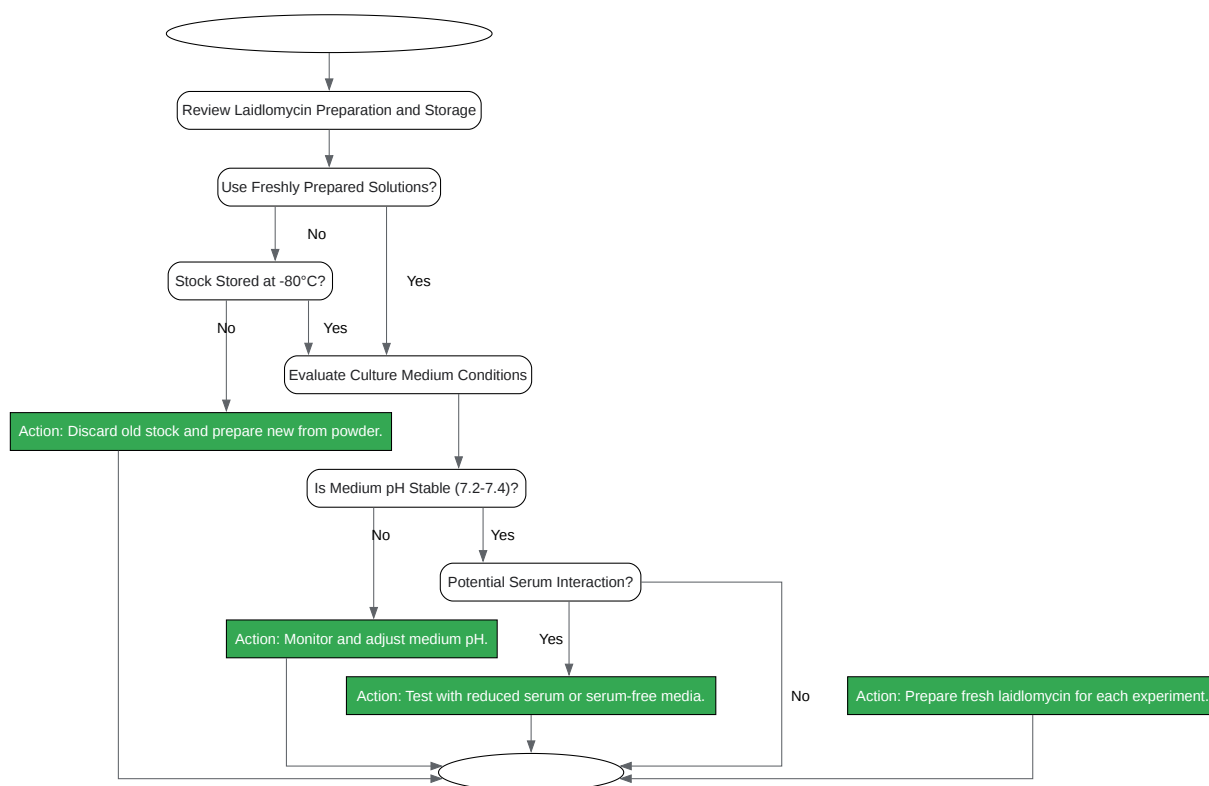 Review Laidlomycin Preparation and Storage
Use Freshly Prepared Solutions?
No
Stock Stored at -80°C?
Yes
No
Yes
Evaluate Culture Medium Conditions
Action: Discard old stock and prepare new from powder.
Is Medium pH Stable (7.2-7.4)?
No
Yes
Potential Serum Interaction?
Action: Monitor and adjust medium pH.
Yes
Action: Test with reduced serum or serum-free media.
No
Action: Prepare fresh laidlomycin for each experiment.